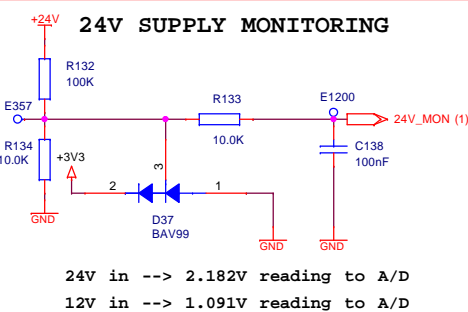 24V SUPPLY MONITORING
+24V
R132
100K
E357
R133
10.0K
E1200
24V_MON (1)
R134
10.0K
+3V3
C138
100nF
3
2
1
D37
BAV99
GND
GND
GND
24V in --> 2.182V reading to A/D
12V in --> 1.091V reading to A/D